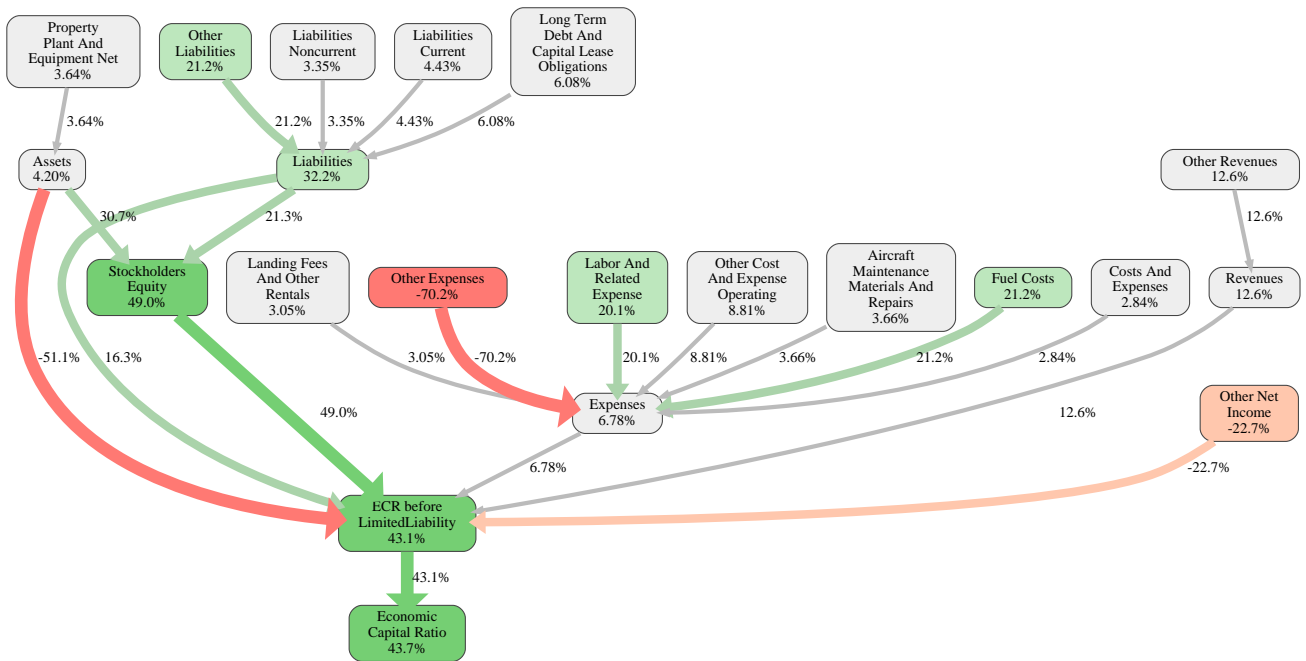 Property
Plant And
Equipment Net
3.64%
Other
Liabilities
21.2%
Liabilities
Noncurrent
3.35%
Liabilities
Current
4.43%
Long Term
Debt And
Capital Lease
Obligations
6.08%
3.64%
21.2%
3.35%
4.43%
6.08%
Assets
4.20%
Liabilities
32.2%
Other Revenues
12.6%
30.7%
21.3%
12.6%
Stockholders
Equity
49.0%
Landing Fees
And Other
Rentals
3.05%
Other Expenses
-70.2%
Labor And
Related
Expense
20.1%
Other Cost
And Expense
Operating
8.81%
Aircraft
Maintenance
Materials And
Repairs
3.66%
Fuel Costs
21.2%
Costs And
Expenses
2.84%
Revenues
12.6%
-51.1%
16.3%
3.05%
-70.2%
20.1%
8.81%
3.66%
21.2%
2.84%
49.0%
Expenses
6.78%
12.6%
Other Net
Income
-22.7%
6.78%
-22.7%
ECR before
LimitedLiability
43.1%
43.1%
Economic
Capital Ratio
43.7%